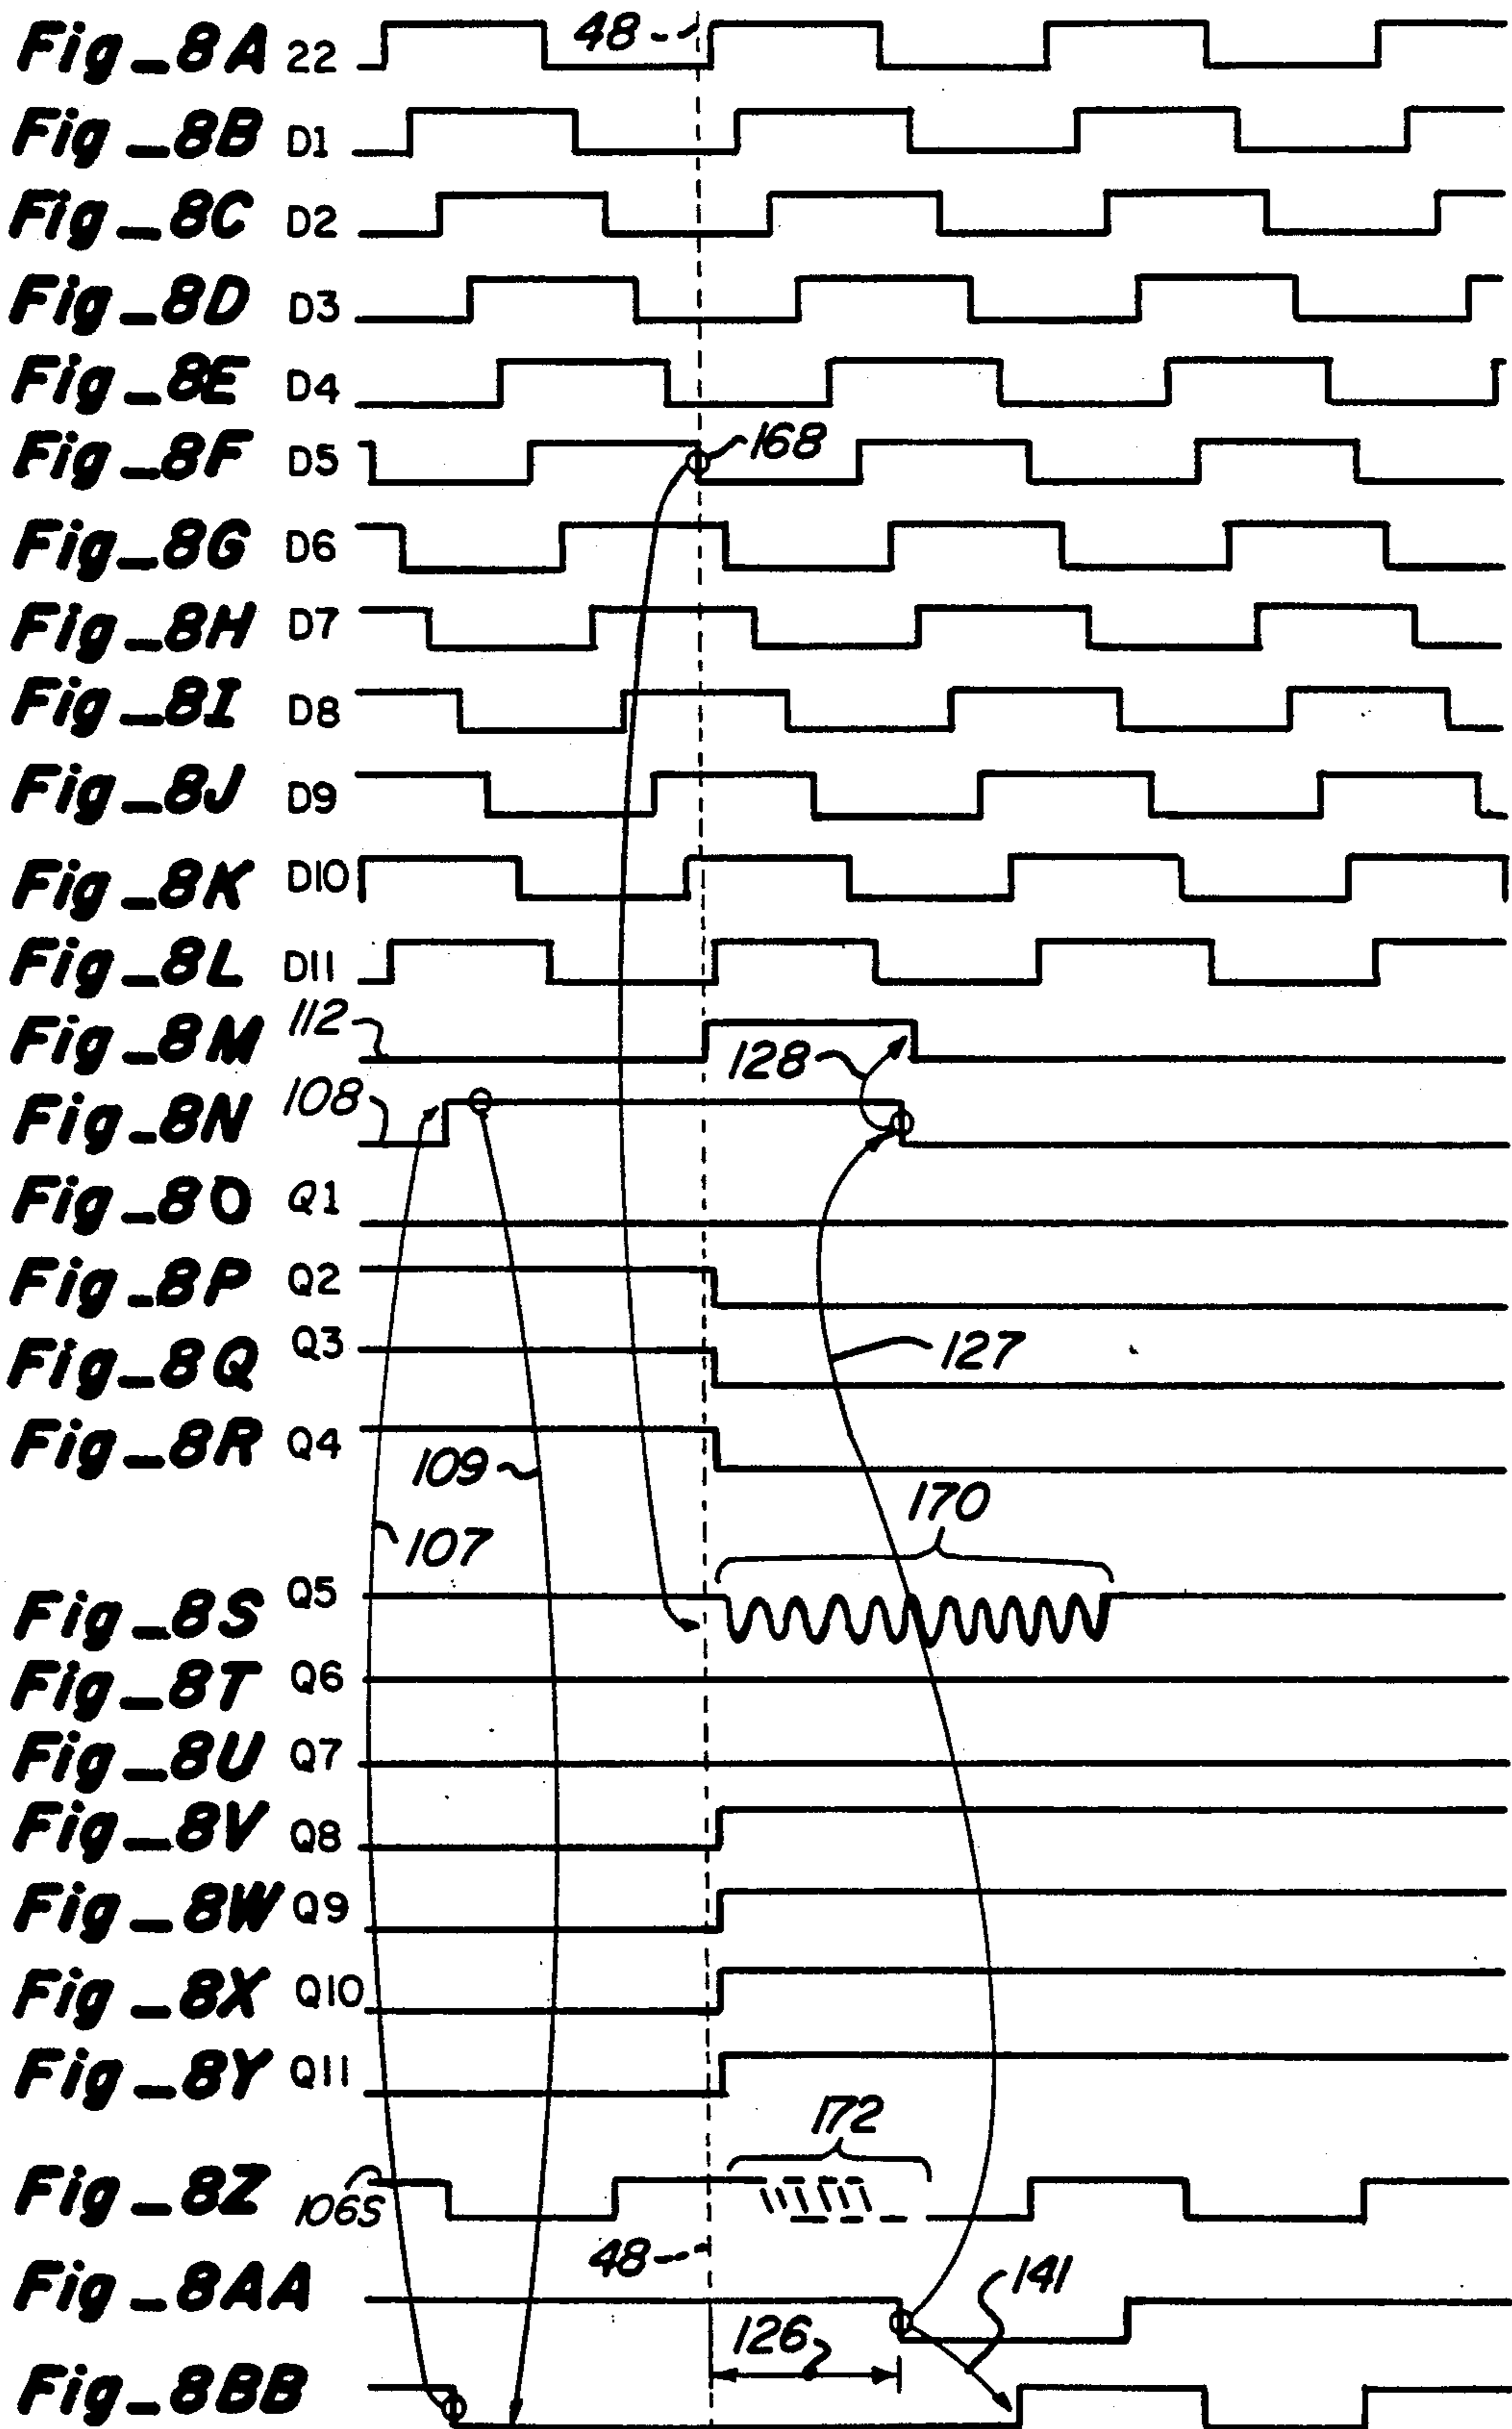 Fig_8A 22 48
Fig_8B D1
Fig_8C D2
Fig_8D D3
Fig_8E D4
Fig_8F D5 168
Fig_8G D6
Fig_8H D7
Fig_8I D8
Fig_8J D9
Fig_8K D10
Fig_8L D11
Fig_8M 112
128
Fig_8N 108
Fig_8O Q1
Fig_8P Q2
Fig_8Q Q3 127
Fig_8R Q4
109
170
107
Fig_8S Q5
Fig_8T Q6
Fig_8U Q7
Fig_8V Q8
Fig_8W Q9
Fig_8X Q10
Fig_8Y Q11
172
Fig_8Z 106S
48
Fig_8AA 141
126
Fig_8BB